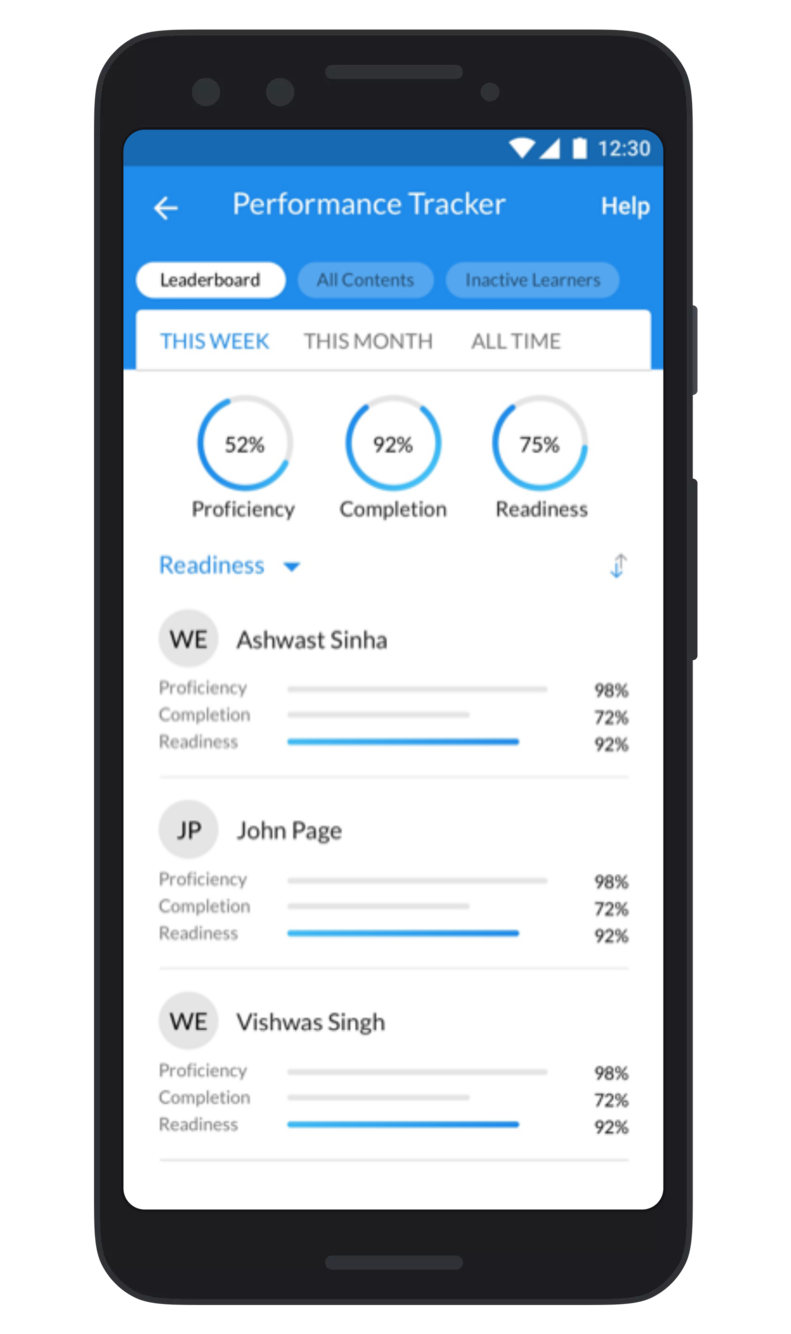 12:30
Performance Tracker Help
Leaderboard All Contents Inactive Learners
THIS WEEK THIS MONTH ALL TIME
52% 92% 75%
Proficiency Completion Readiness
Readiness
WE Ashwast Sinha
Proficiency 98%
Completion 72%
Readiness 92%
JP John Page
Proficiency 98%
Completion 72%
Readiness 92%
WE Vishwas Singh
Proficiency 98%
Completion 72%
Readiness 92%